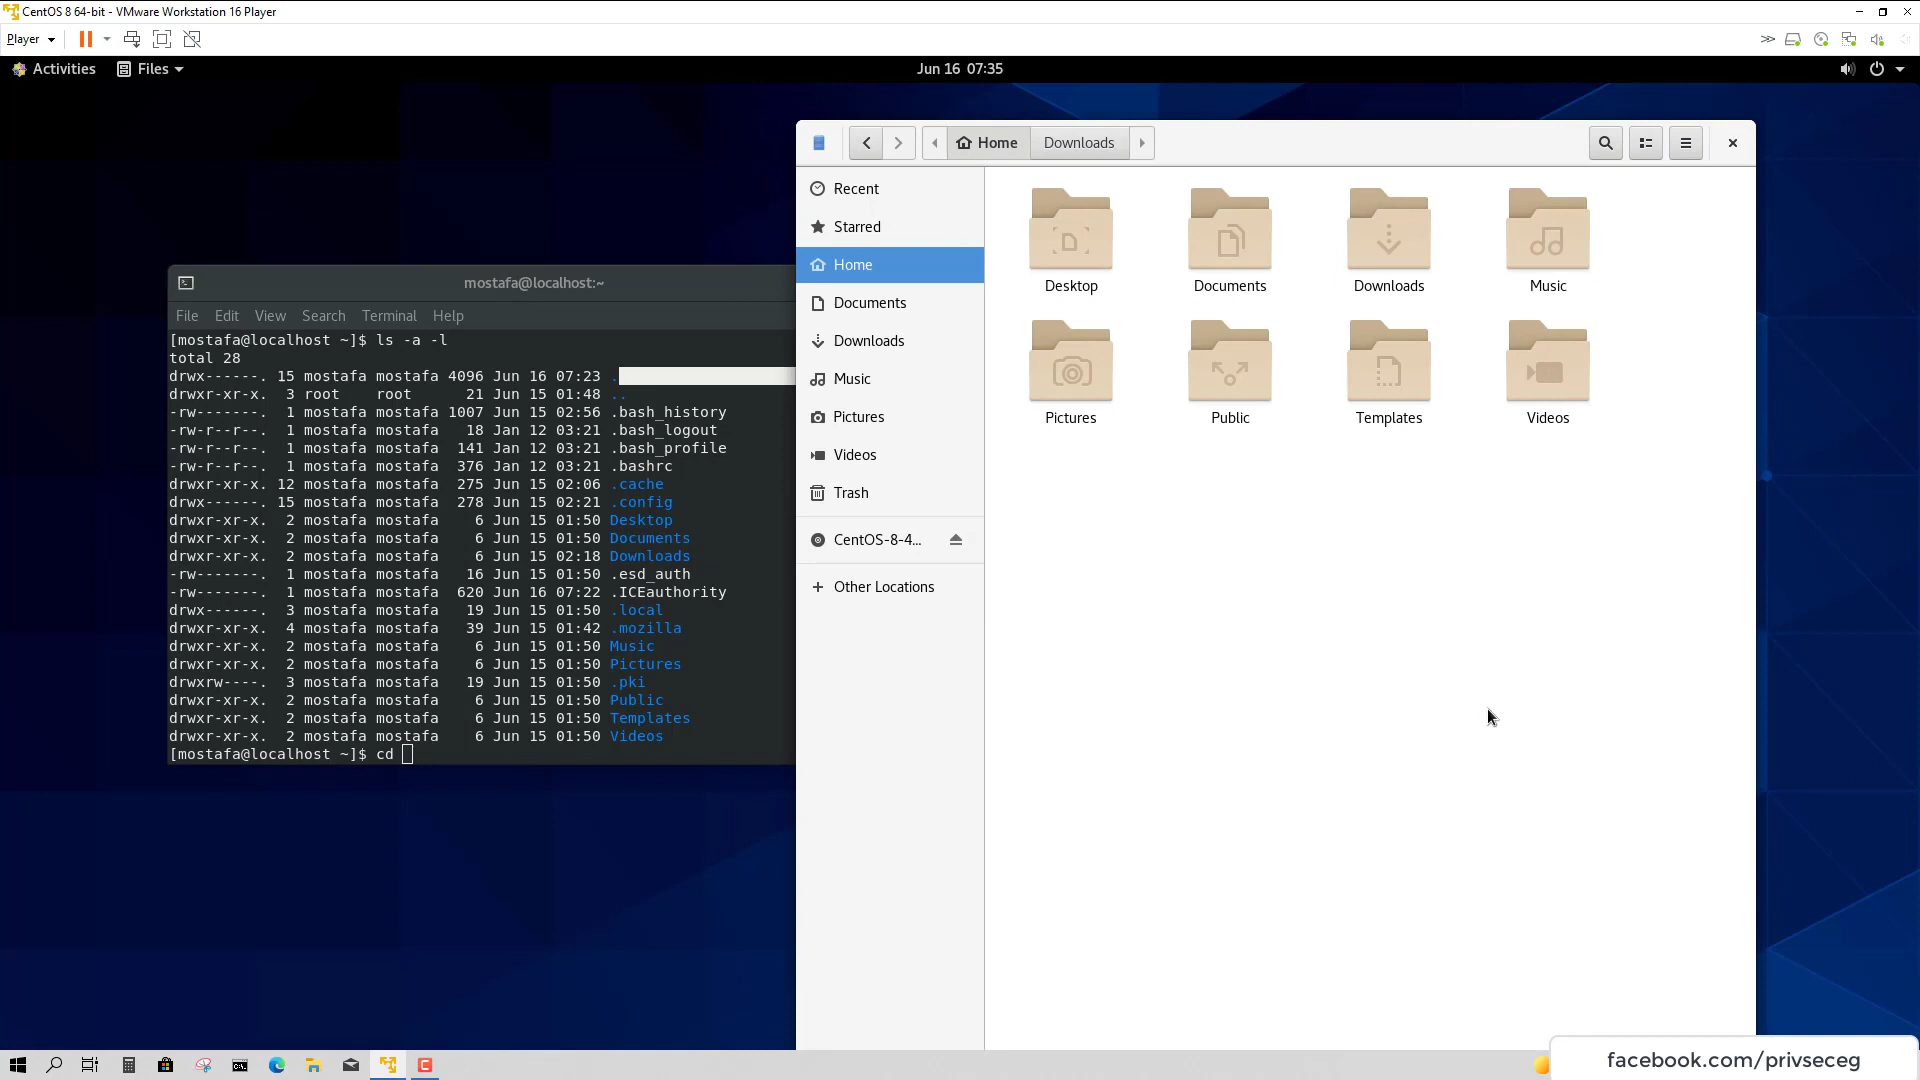 CentOS 8 64-bit - VMware Workstation 16 Player
Player
Activities
Files
Jun 16 07:35
Home
Downloads
Recent
Starred
Home
Documents
Downloads
Music
Pictures
Videos
Trash
CentOS-8-4...
Other Locations
Desktop
Documents
Downloads
Music
Pictures
Public
Templates
Videos
mostafa@localhost:~
File Edit View Search Terminal Help
[mostafa@localhost ~]$ ls -a -l
total 28
drwx------. 15 mostafa mostafa 4096 Jun 16 07:23 .
drwxr-xr-x. 3 root root 21 Jun 15 01:48 ..
-rw-------. 1 mostafa mostafa 1007 Jun 15 02:56 .bash_history
-rw-r--r--. 1 mostafa mostafa 18 Jan 12 03:21 .bash_logout
-rw-r--r--. 1 mostafa mostafa 141 Jan 12 03:21 .bash_profile
-rw-r--r--. 1 mostafa mostafa 376 Jan 12 03:21 .bashrc
drwxr-xr-x. 12 mostafa mostafa 275 Jun 15 02:06 .cache
drwx------. 15 mostafa mostafa 278 Jun 15 02:21 .config
drwxr-xr-x. 2 mostafa mostafa 6 Jun 15 01:50 Desktop
drwxr-xr-x. 2 mostafa mostafa 6 Jun 15 01:50 Documents
drwxr-xr-x. 2 mostafa mostafa 6 Jun 15 02:18 Downloads
-rw-------. 1 mostafa mostafa 16 Jun 15 01:50 .esd_auth
-rw-------. 1 mostafa mostafa 620 Jun 16 07:22 .ICEauthority
drwx------. 3 mostafa mostafa 19 Jun 15 01:50 .local
drwxr-xr-x. 4 mostafa mostafa 39 Jun 15 01:42 .mozilla
drwxr-xr-x. 2 mostafa mostafa 6 Jun 15 01:50 Music
drwxr-xr-x. 2 mostafa mostafa 6 Jun 15 01:50 Pictures
drwxrw----. 3 mostafa mostafa 19 Jun 15 01:50 .pki
drwxr-xr-x. 2 mostafa mostafa 6 Jun 15 01:50 Public
drwxr-xr-x. 2 mostafa mostafa 6 Jun 15 01:50 Templates
drwxr-xr-x. 2 mostafa mostafa 6 Jun 15 01:50 Videos
[mostafa@localhost ~]$ cd
facebook.com/privseceg